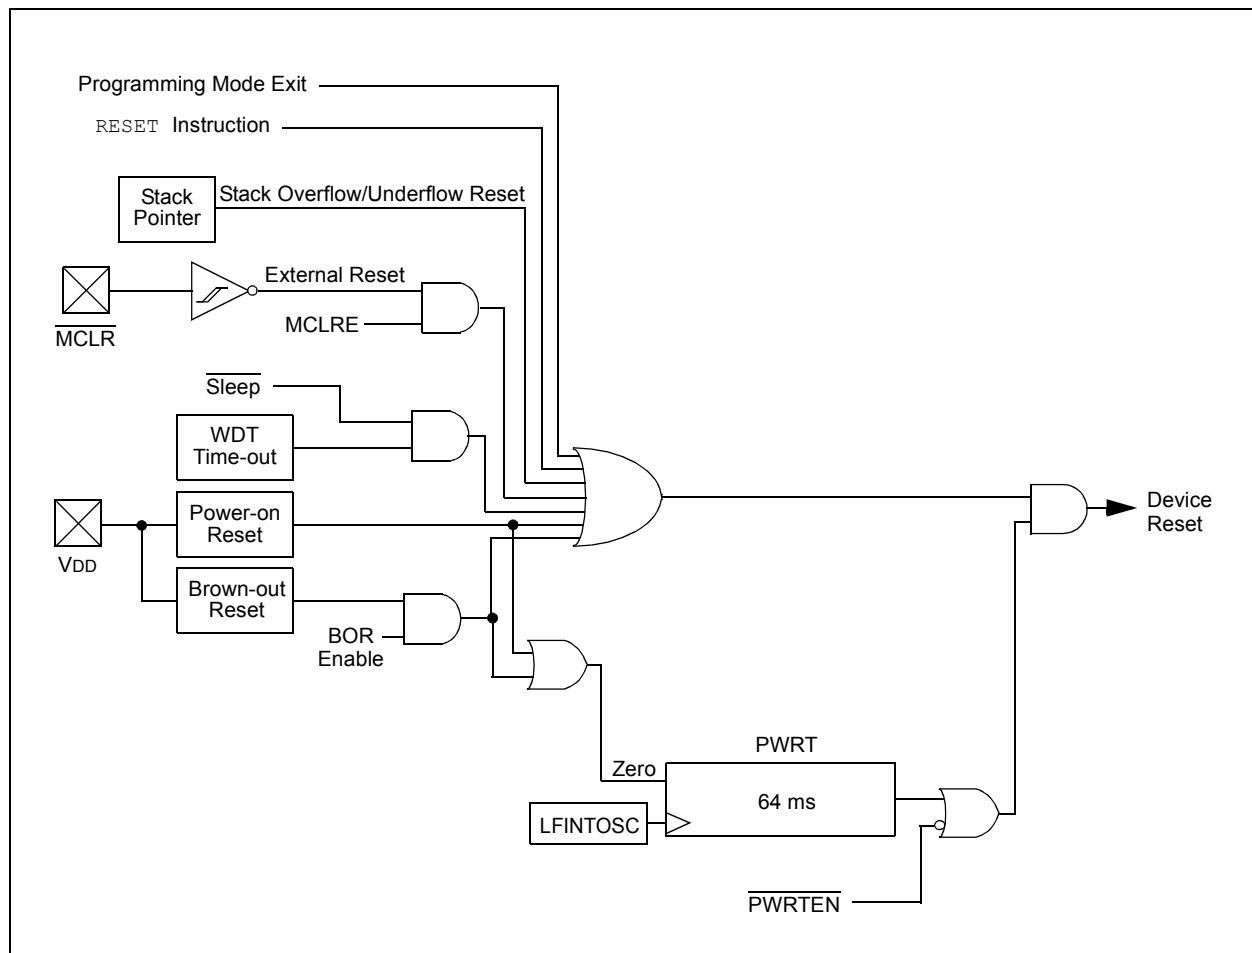 Programming Mode Exit
RESET Instruction
Stack
Pointer
Stack Overflow/Underflow Reset
External Reset
MCLR
MCLRE
Sleep
WDT
Time-out
Power-on
Reset
VDD
Brown-out
Reset
BOR
Enable
Device
Reset
PWRT
Zero
64 ms
LFINTOSC
PWRTEN